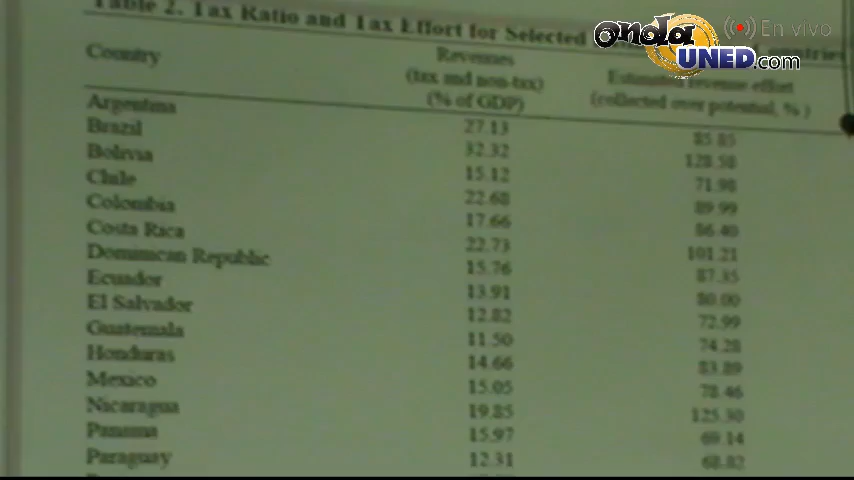 Table 2. Tax Ratio and Tax Effort for Selected Countries
onda UNED.com
En vivo
Country Revenues (tax and non-tax) (% of GDP) Estimated revenue effort (collected over potential, %)
Argentina 27.13 85.85
Brazil 32.32 128.58
Bolivia 15.12 71.98
Chile 22.68 89.99
Colombia 17.66 86.40
Costa Rica 22.73 101.21
Dominican Republic 15.76 87.35
Ecuador 13.91 80.00
El Salvador 12.82 72.99
Guatemala 11.50 74.28
Honduras 14.66 83.89
Mexico 15.05 78.46
Nicaragua 19.85 125.30
Panama 15.97 69.14
Paraguay 12.31 68.82